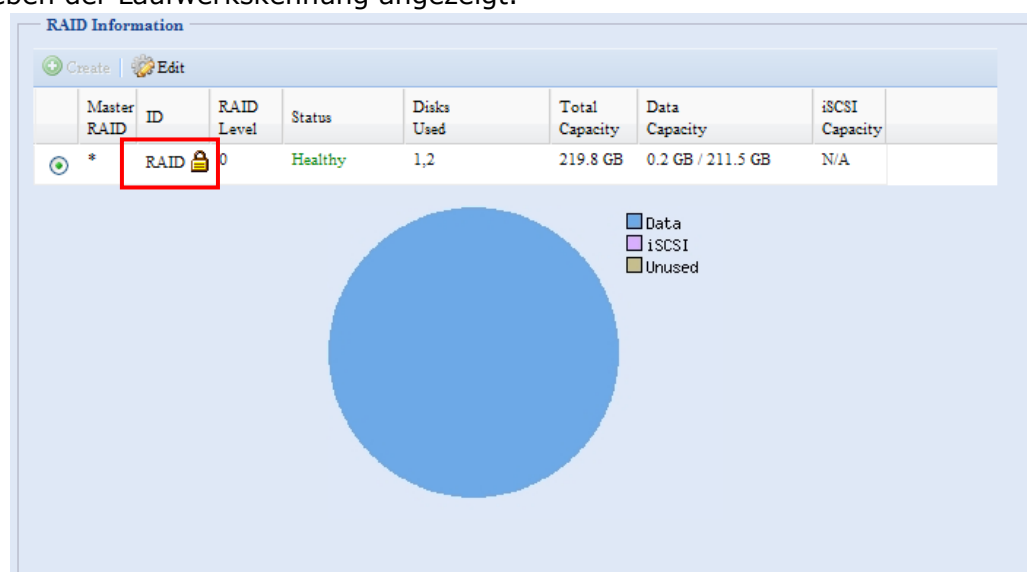 eben der Laufwerkskennung angezeigt.
RAID Information
Create | Edit
Master RAID ID RAID Level Status Disks Used Total Capacity Data Capacity iSCSI Capacity
* RAID 0 Healthy 1,2 219.8 GB 0.2 GB / 211.5 GB N/A
Data
iSCSI
Unused